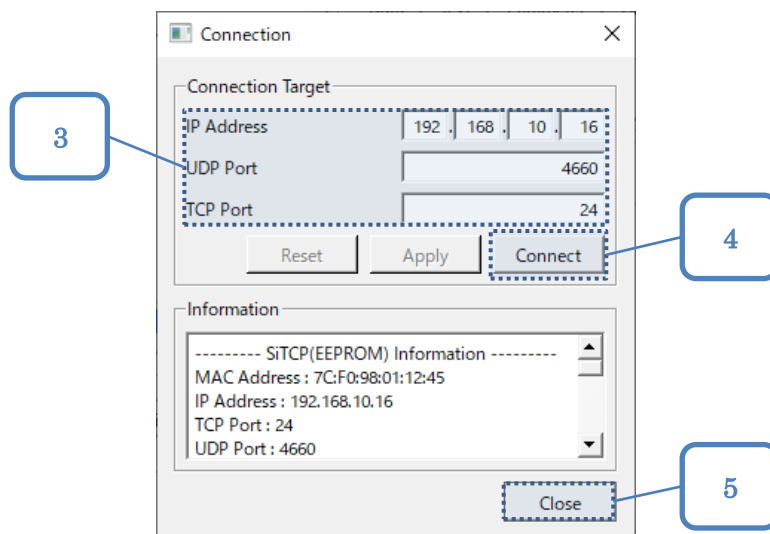 Connection
Connection Target
3
IP Address 192 . 168 . 10 . 16
UDP Port 4660
TCP Port 24
Reset Apply Connect
4
Information
--------- SiTCP(EEPROM) Information ---------
MAC Address : 7C:F0:98:01:12:45
IP Address : 192.168.10.16
TCP Port : 24
UDP Port : 4660
Close
5